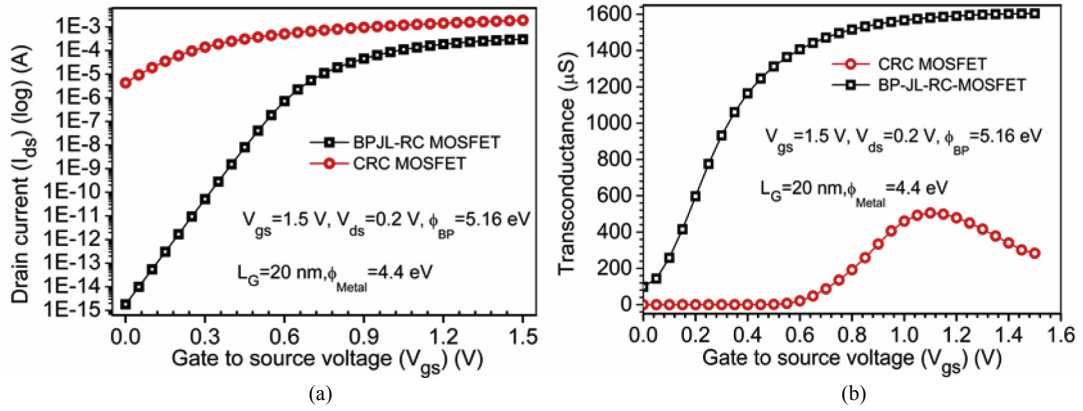 1E-3
1E-4
1E-5
1E-6
1E-7
1E-8
1E-9
1E-10
1E-11
1E-12
1E-13
1E-14
1E-15
Drain current (Ids) (log) (A)
BPJL-RC MOSFET
CRC MOSFET
Vgs=1.5 V, Vds=0.2 V, ϕBP=5.16 eV
LG=20 nm,ϕMetal=4.4 eV
0.0 0.3 0.6 0.9 1.2 1.5
Gate to source voltage (Vgs) (V)
(a)
1600
1400
1200
1000
800
600
400
200
0
Transconductance (μS)
CRC MOSFET
BP-JL-RC-MOSFET
Vgs=1.5 V, Vds=0.2 V, ϕBP=5.16 eV
LG=20 nm,ϕMetal=4.4 eV
0.0 0.2 0.4 0.6 0.8 1.0 1.2 1.4 1.6
Gate to source voltage (Vgs) (V)
(b)